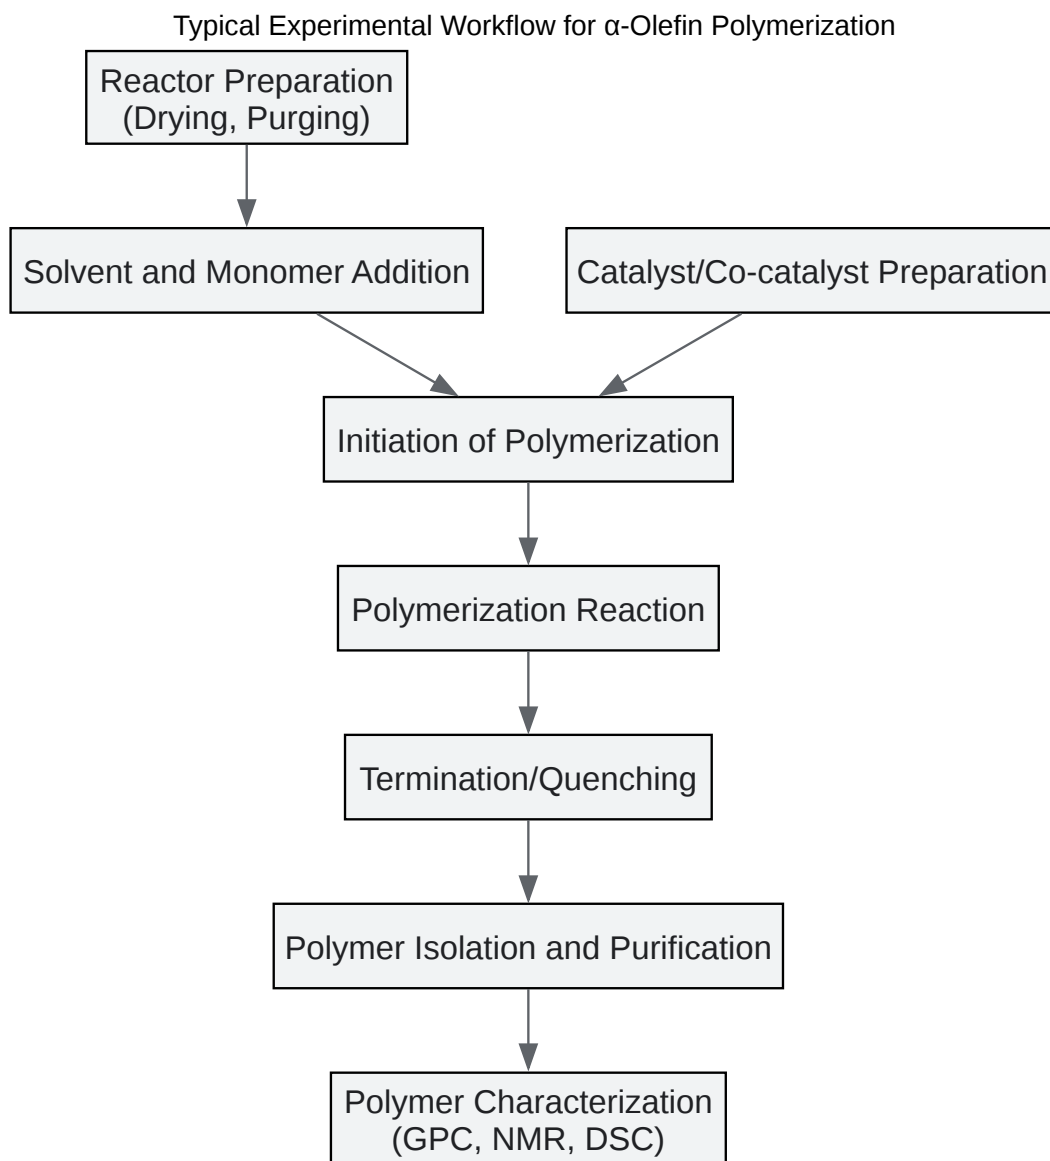 Typical Experimental Workflow for α-Olefin Polymerization
Reactor Preparation
(Drying, Purging)
Solvent and Monomer Addition
Catalyst/Co-catalyst Preparation
Initiation of Polymerization
Polymerization Reaction
Termination/Quenching
Polymer Isolation and Purification
Polymer Characterization
(GPC, NMR, DSC)